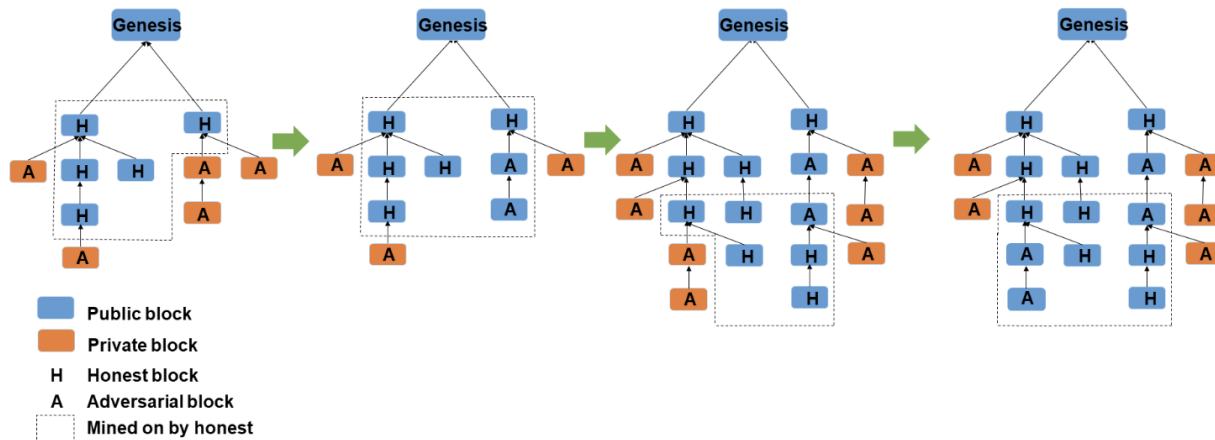 Genesis
H H
A H H A A
H A
A
Genesis
H H
A H H A A
H A
A
Genesis
H H
A H H A A
A H H A A
A H H A
A H
Genesis
H H
A H H A A
A H H A A
A H H A
A H
Public block
Private block
H Honest block
A Adversarial block
Mined on by honest